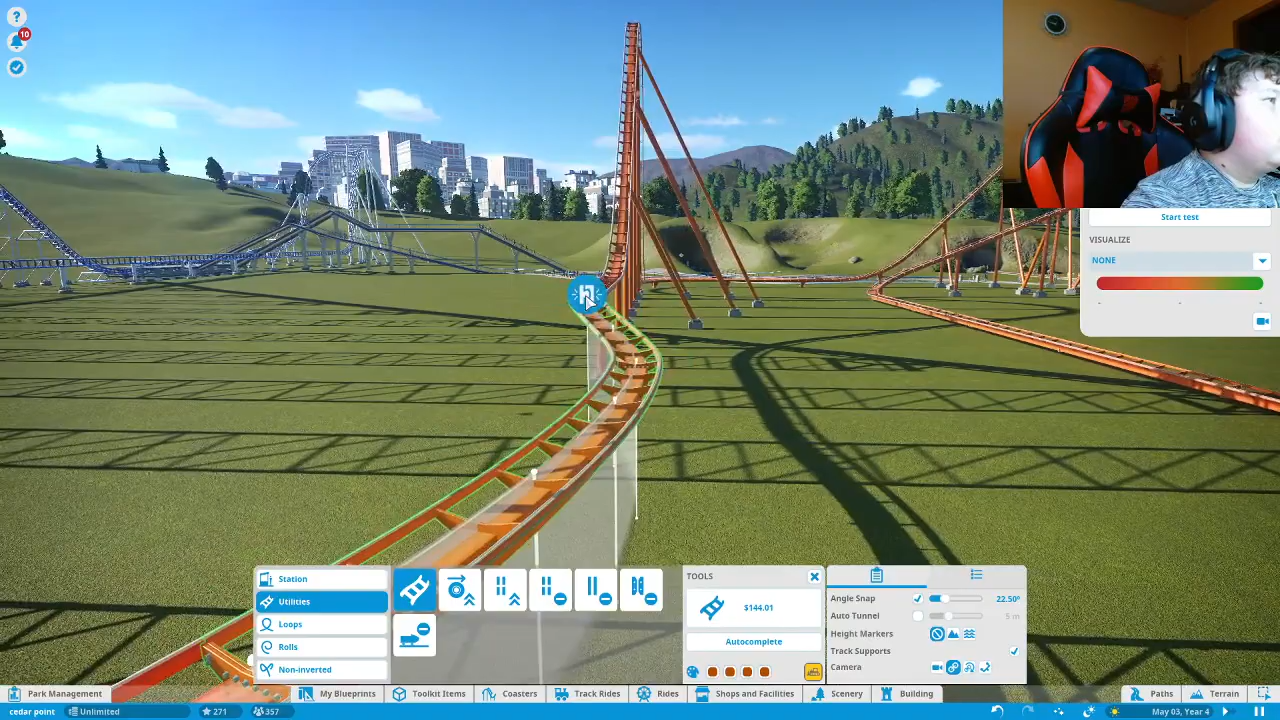 ?
10
Start test
VISUALIZE
NONE
- - -
Station
Utilities
Loops
Rolls
Non-inverted
TOOLS
$144.01
Autocomplete
Angle Snap 22.50°
Auto Tunnel 5 m
Height Markers
Track Supports
Camera
Park Management My Blueprints Toolkit Items Coasters Track Rides Rides Shops and Facilities Scenery Building Paths Terrain
cedar point Unlimited 271 357 May 03, Year 4